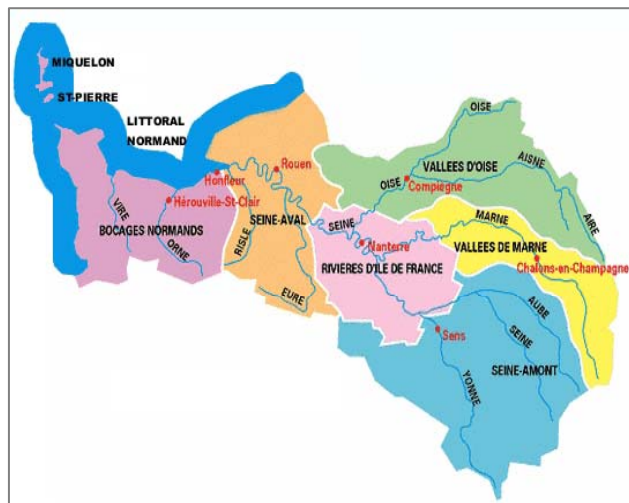 MIQUELON
ST-PIERRE
LITTORAL
NORMAND
OISE
Rouen
VALLEES D'OISE
AISNE
Honfleur
OISE
Compiègne
Hérouville-St-Clair
SEINE-AVAL
SEINE
MARNE
AIRE
VIRE
BOCAGES NORMANDS
ORNE
RISLE
Nanterre
VALLEES DE MARNE
RIVIÈRES D'ILE DE FRANCE
Chalons-en-Champagne
EURE
AUBE
Sens
SEINE
SEINE-AMONT
YONNE